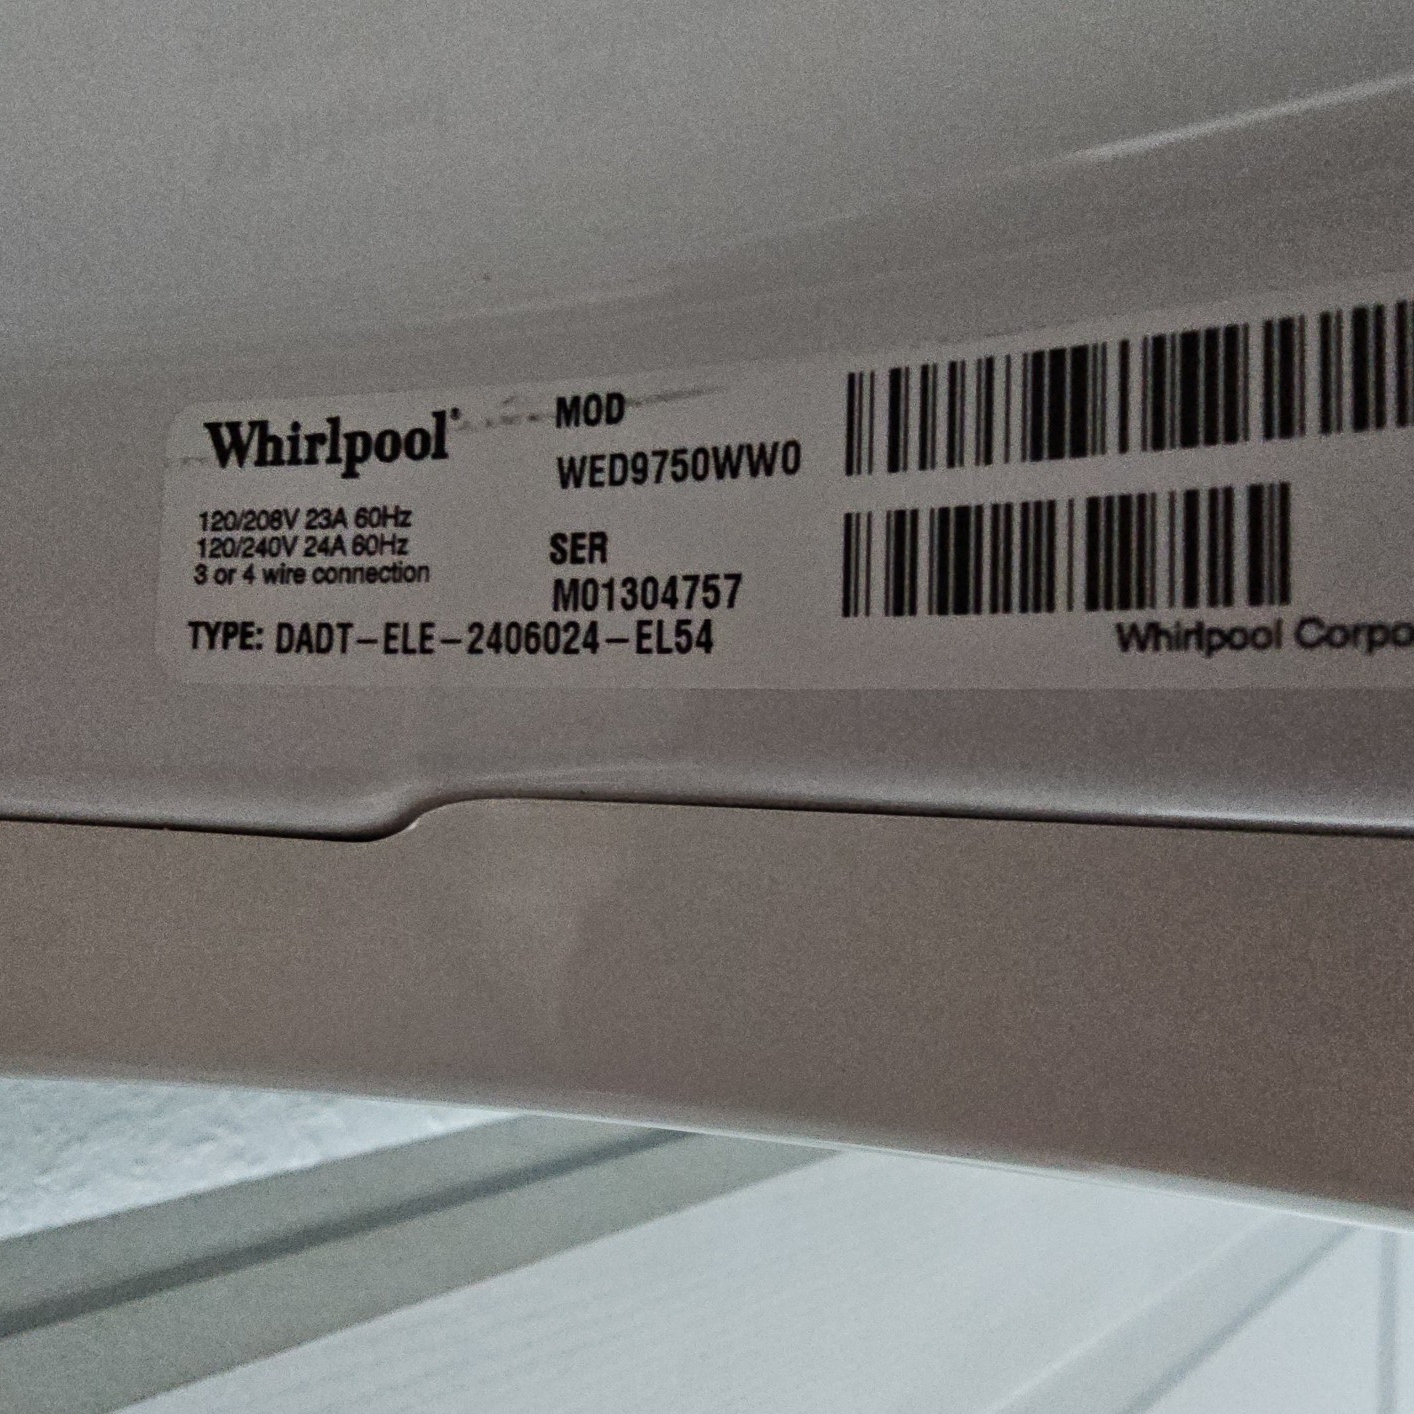 Whirlpool®
120/208V 23A 60Hz
120/240V 24A 60Hz
3 or 4 wire connection
MOD
WED9750WW0
SER
M01304757
TYPE: DADT-ELE-2406024-EL54
Whirlpool Corpo